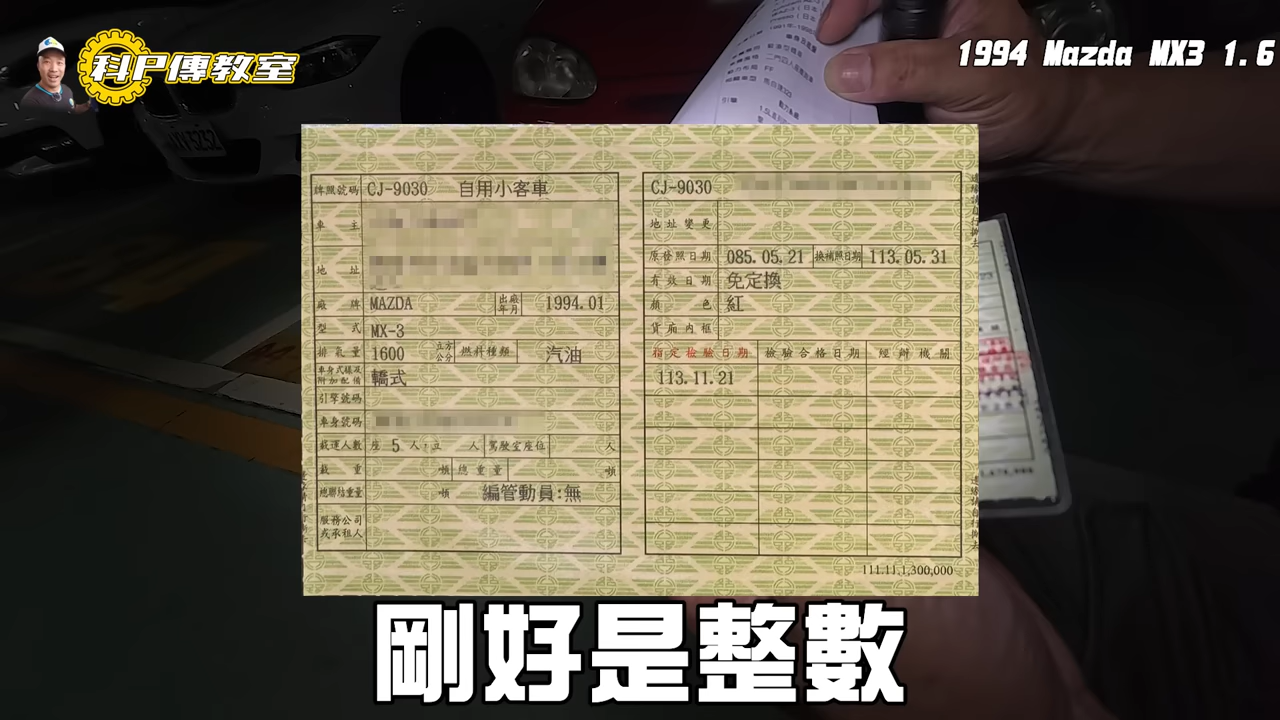 科尸傳教室
1994 Mazda MX3 1.6
牌照號碼 CJ-9030 自用小客車
車主
地址
廠牌 MAZDA 出廠年月 1994.01
型式 MX-3
排氣量 1600 立方公分 燃料種類 汽油
車身式樣及附加配備 轎式
引擎號碼
車身號碼
載運人數 座 5 人,立 人 駕駛室座位 人
載重 噸 總重量 噸
總聯結重量 噸 編管動員:無
服務公司或承租人
CJ-9030
地址變更
原發照日期 085.05.21 換補照日期 113.05.31
有效日期 免定換
顏色 紅
貨廂內框
指定檢驗日期 檢驗合格日期 經辦機關
113.11.21
111.11.1,300,000
剛好是整數